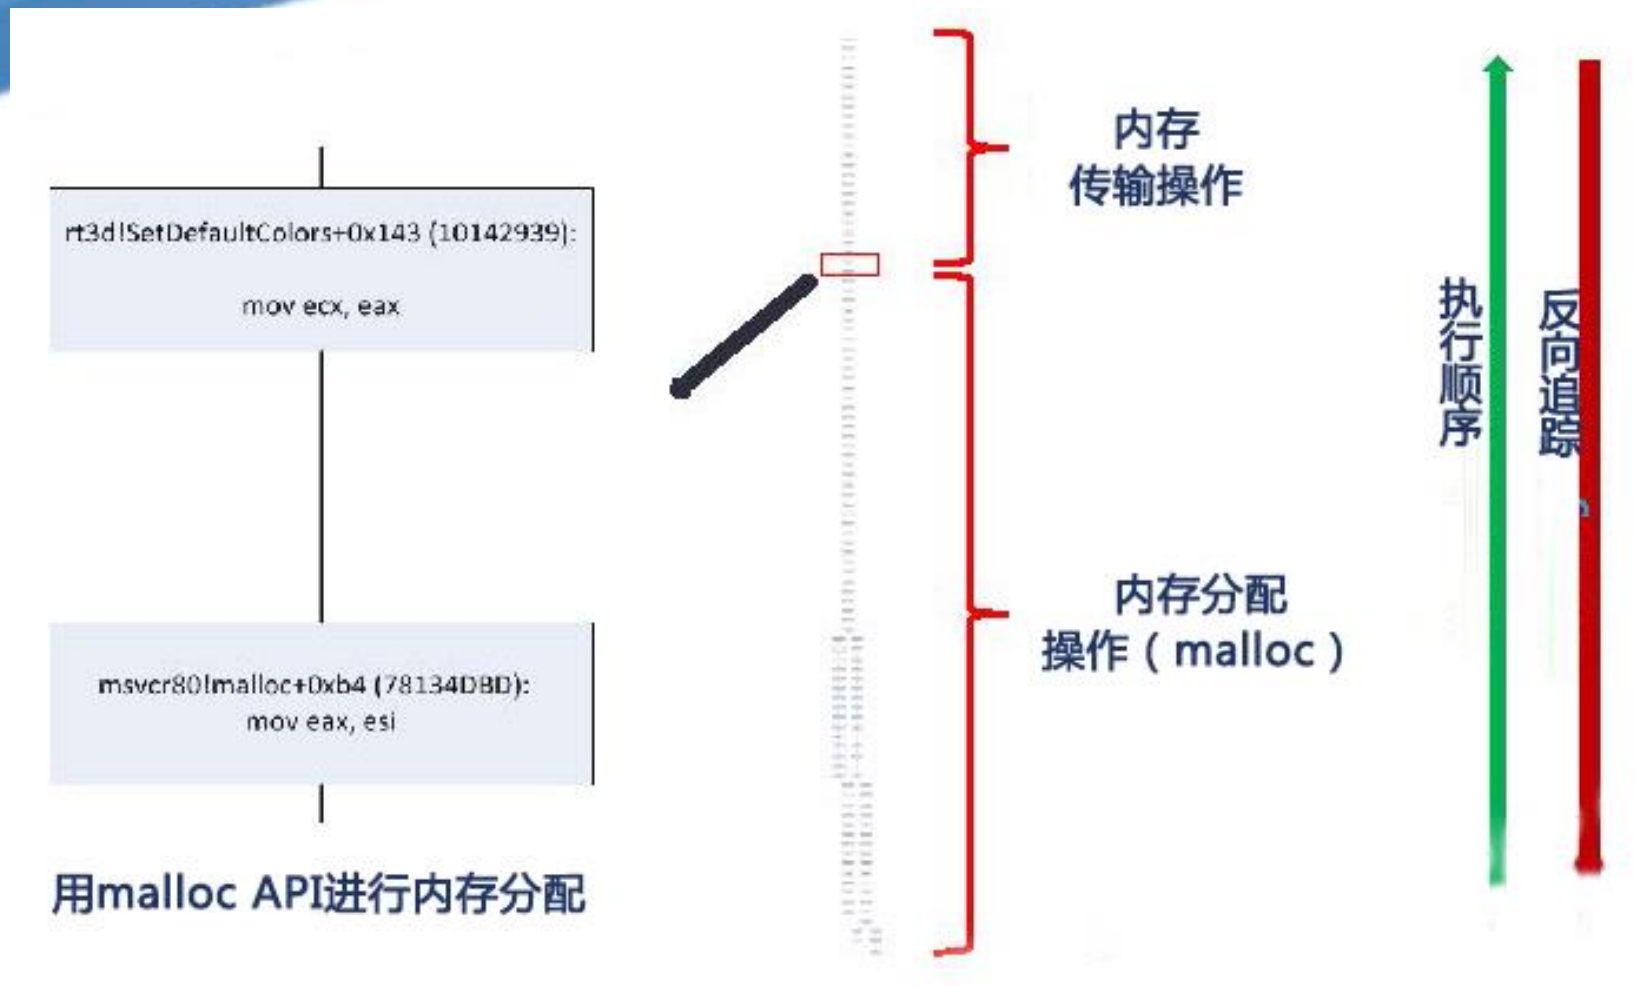 rt3d!SetDefaultColors+0x143 (10142939):
mov ecx, eax
msvcr80!malloc+0xb4 (78134DBD):
mov eax, esi
用malloc API进行内存分配
内存
传输操作
内存分配
操作（malloc）
执行顺序
反向追踪